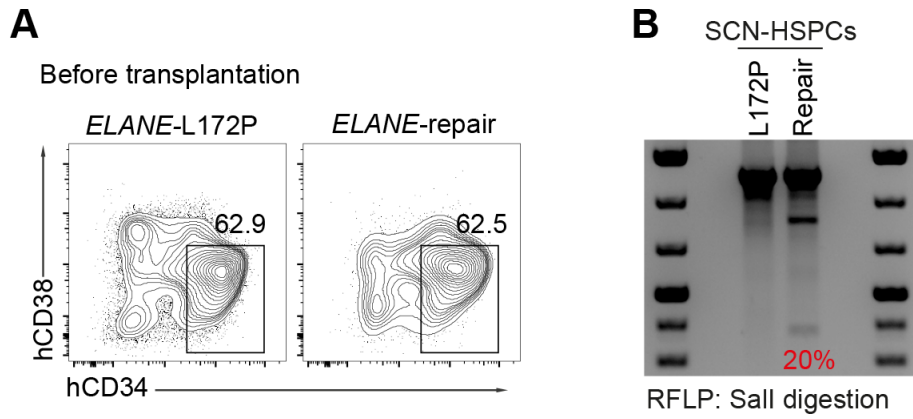 A
Before transplantation
ELANE-L172P
ELANE-repair
62.9
62.5
hCD38
hCD34
B
SCN-HSPCs
L172P
Repair
20%
RFLP: SalI digestion